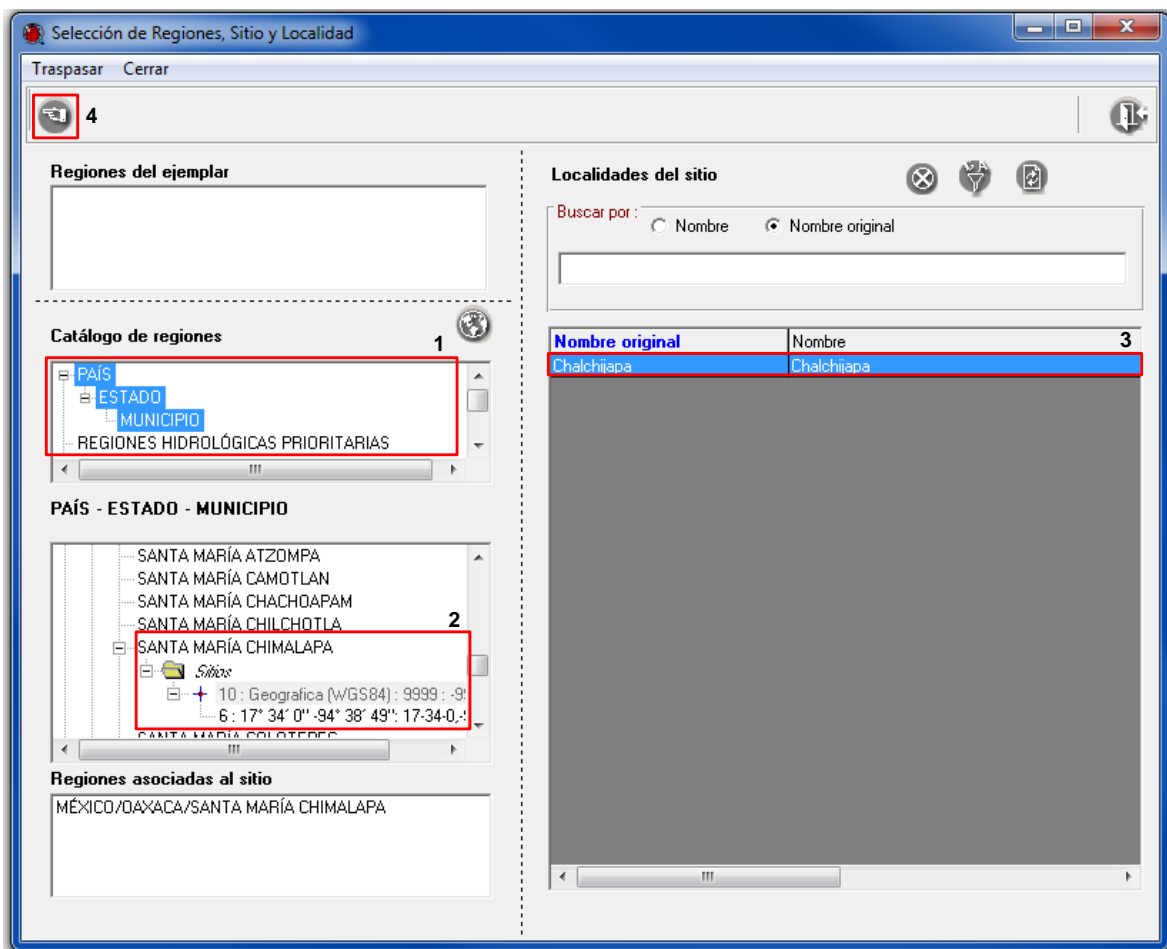 Selección de Regiones, Sitio y Localidad
Traspasar Cerrar
4
Regiones del ejemplar
Catálogo de regiones
1
PAÍS
ESTADO
MUNICIPIO
REGIONES HIDROLÓGICAS PRIORITARIAS
PAÍS - ESTADO - MUNICIPIO
SANTA MARÍA ATZOMPA
SANTA MARÍA CAMOTLAN
SANTA MARÍA CHACHOAPAM
SANTA MARÍA CHILCHOTLA
2
SANTA MARÍA CHIMALAPA
Sitios
10 : Geografica (WGS84) : 9999 : -9
6 : 17° 34´ 0'' -94° 38´ 49'': 17-34-0,-
SANTA MARÍA COLOTEPEC
Regiones asociadas al sitio
MÉXICO/OAXACA/SANTA MARÍA CHIMALAPA
Localidades del sitio
Buscar por :
Nombre Nombre original
Nombre original Nombre 3
Chalchijapa Chalchijapa